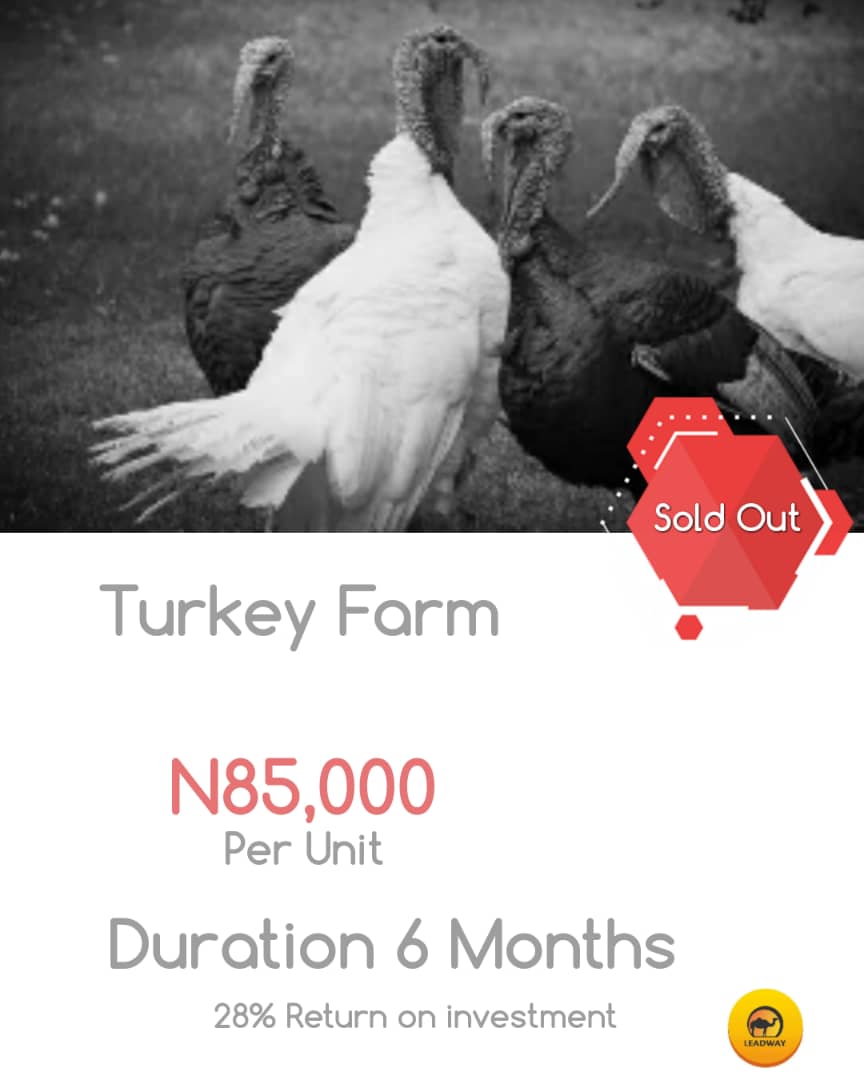 Sold Out
Turkey Farm
N85,000
Per Unit
Duration 6 Months
28% Return on investment
LEADWAY